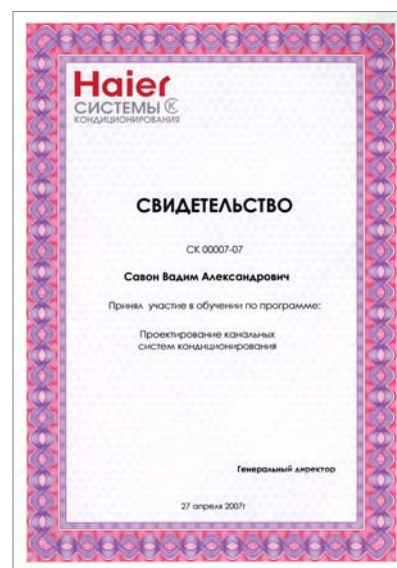 Haier
СИСТЕМЫ К
КОНДИЦИОНИРОВАНИЯ
СВИДЕТЕЛЬСТВО
СК 00007-07
Савон Вадим Александрович
Принял участие в обучении по программе:
Проектирование канальных
систем кондиционирования
Генеральный директор
27 апреля 2007г